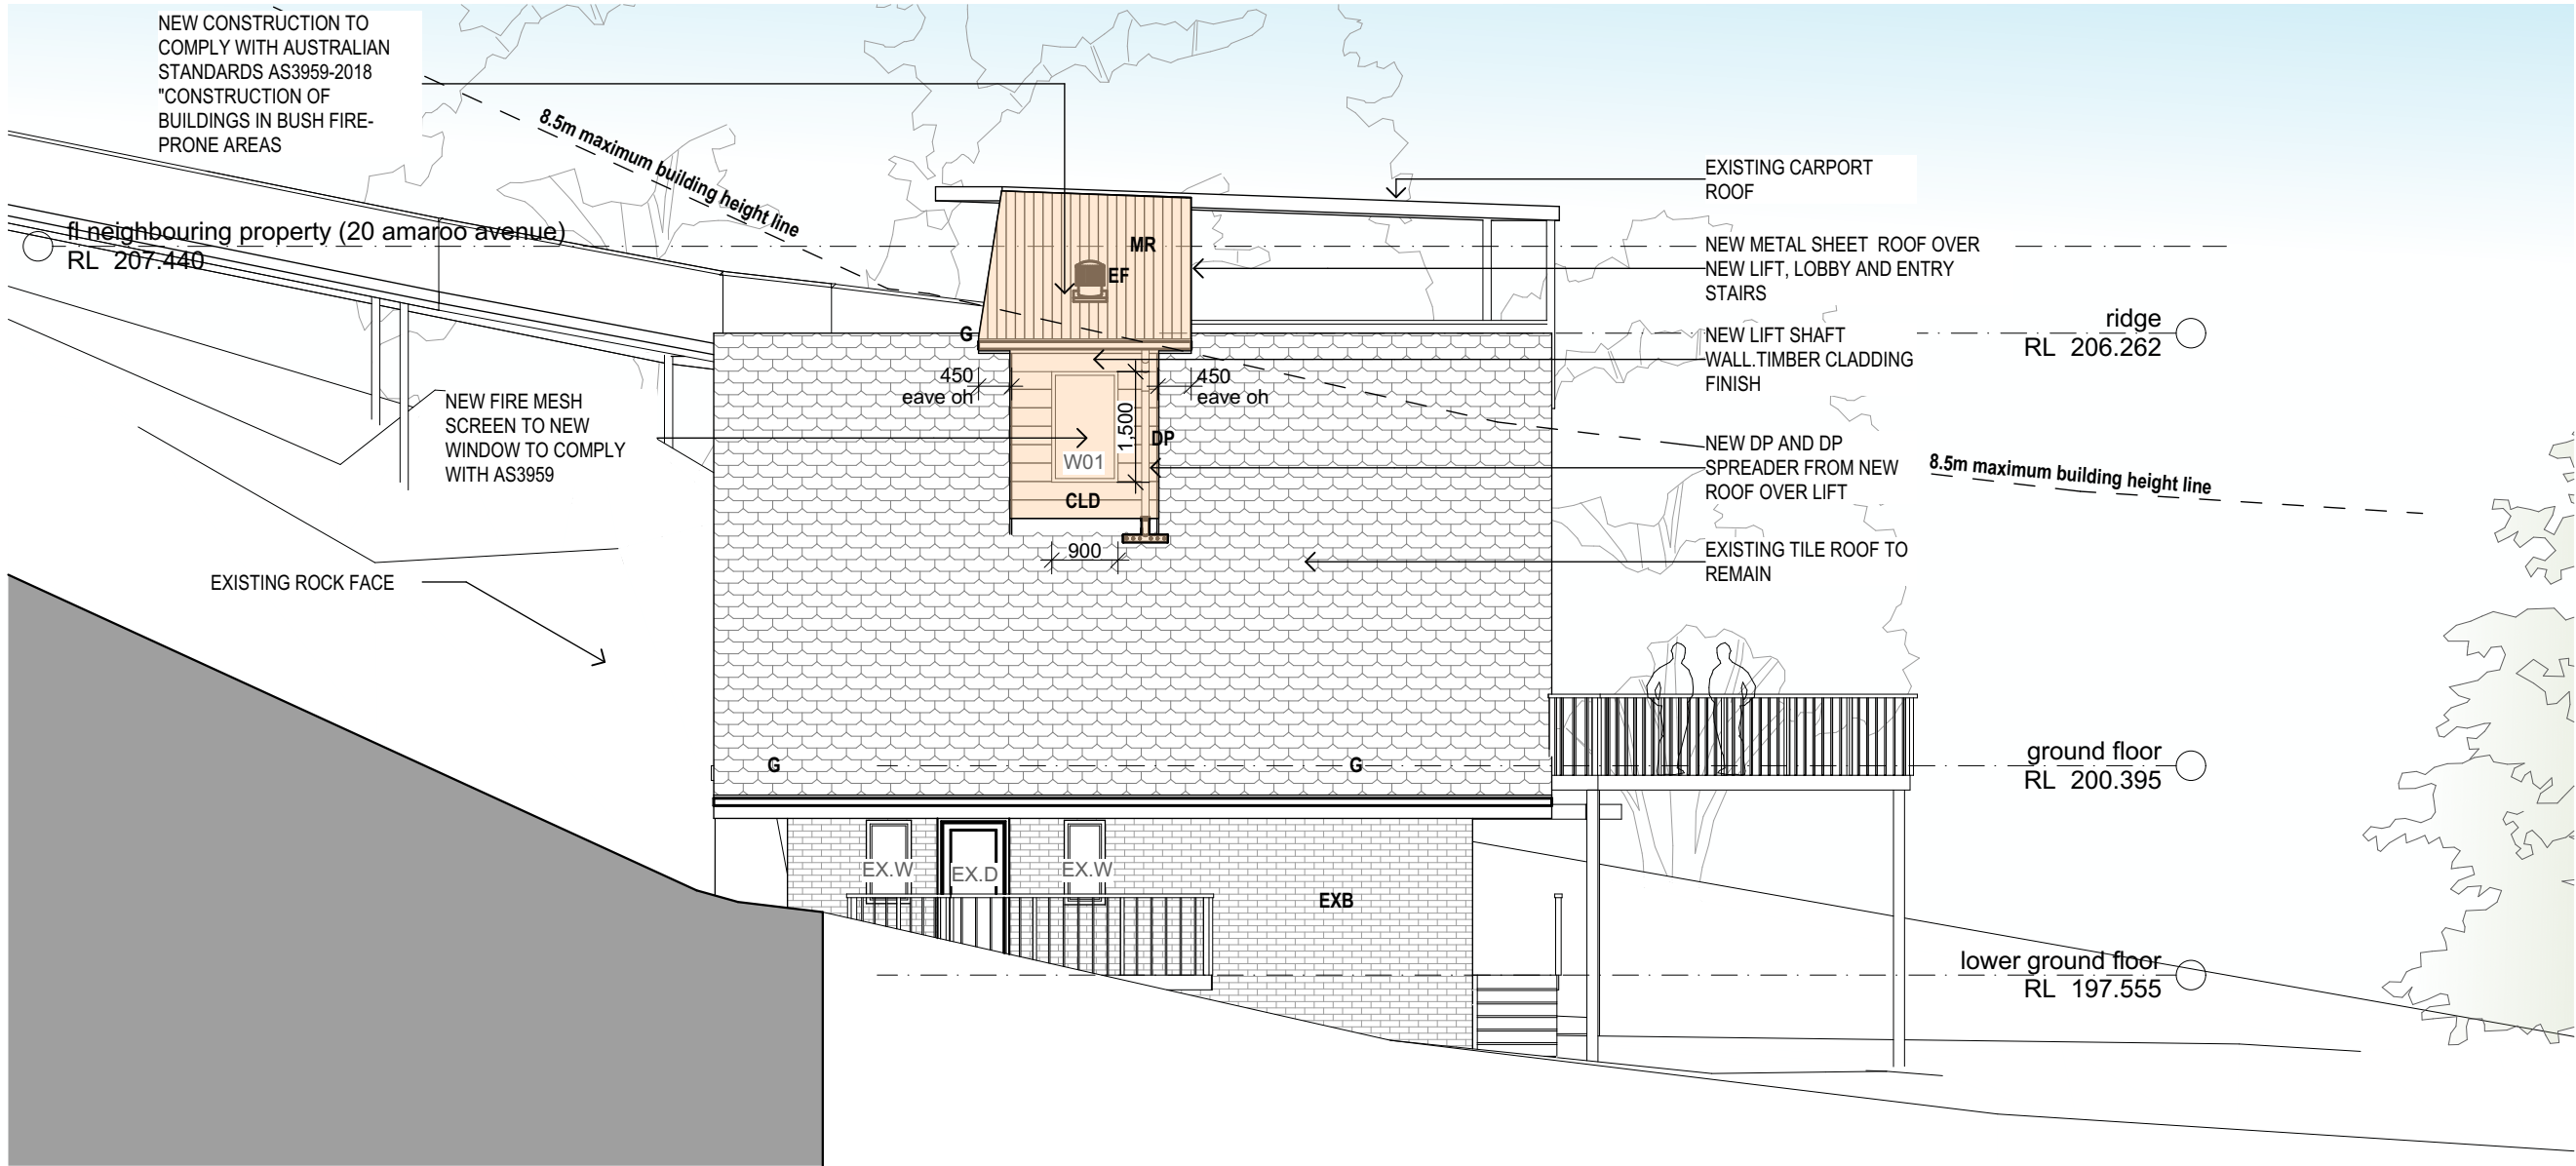 NEW CONSTRUCTION TO
COMPLY WITH AUSTRALIAN
STANDARDS AS3959-2018
"CONSTRUCTION OF
BUILDINGS IN BUSH FIRE-
PRONE AREAS
8.5m maximum building height line
fl neighbouring property (20 amaroo avenue)
RL 207.440
EXISTING CARPORT
ROOF
MR
EF
NEW METAL SHEET ROOF OVER
NEW LIFT, LOBBY AND ENTRY
STAIRS
G
ridge
RL 206.262
NEW LIFT SHAFT
WALL.TIMBER CLADDING
FINISH
450
eave oh
450
eave oh
NEW FIRE MESH
SCREEN TO NEW
WINDOW TO COMPLY
WITH AS3959
1,500
DP
W01
CLD
NEW DP AND DP
SPREADER FROM NEW
ROOF OVER LIFT
8.5m maximum building height line
900
EXISTING TILE ROOF TO
REMAIN
EXISTING ROCK FACE
G
G
ground floor
RL 200.395
EX.W
EX.D
EX.W
EXB
lower ground floor
RL 197.555